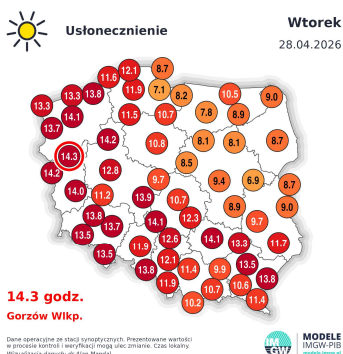 Usłonecznienie
Wtorek
28.04.2026
11.6 12.1 8.7
13.3 13.3 13.8 11.9 7.1 8.2 10.5 9.0
13.7 14.1 11.5 10.7 7.8 8.9
14.3 14.2 10.8 8.1 8.1 8.7
14.2 12.8 8.5
14.0 11.2 9.7 9.4 6.9 8.7
13.9 10.7 8.9 9.0
13.8 13.7 14.1 12.3 9.7
13.5 12.6 14.1 13.3 11.7
13.5 11.9 12.1
13.8 11.4 9.9 13.5 13.8
11.9 10.7 10.6
10.2 11.4
14.3 godz.
Gorzów Wlkp.
Dane operacyjne ze stacji synoptycznych. Prezentowane wartości
w procesie kontroli i weryfikacji mogą ulec zmianie. Czas lokalny
IM
GW
MODELE
IMGW-PIB